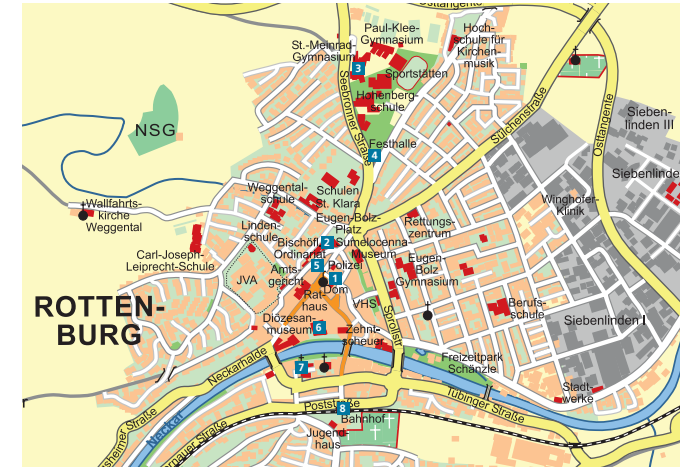 Osttangente
Paul-Klee-
Gymnasium
Hoch-
schule für
Kirchen-
musik
St.-Meinrad-
Gymnasium
3
Sportstätten
Hohenberg-
schule
Seebronner Straße
Sülchenstraße
Osttangente
Sieben-
linden III
NSG
Festhalle
4
Siebenlinde
Weggental-
schule
Schulen
St. Klara
Winghofer-
Klinik
Wallfahrts-
kirche
Weggental
Eugen-Bolz-
Platz
Rettungs-
zentrum
Linden-
schule
Bischöfl.
Ordinariat
2
Sumelocenna-
Museum
Carl-Joseph-
Leiprecht-Schule
5
Polizei
Eugen
Bolz
Gymnasium
JVA
Amts-
gericht
1
Dom
Rat-
haus
VHS
Berufs-
schule
ROTTEN-
BURG
Diözesan-
museum
6
Zehnt-
scheuer
Sprollstr.
Siebenlinden I
Neckarhalde
7
Freizeitpark
Schänzle
Stadt-
werke
Poststraße
8
Tübinger Straße
Bahnhof
Neckar
Jugend-
haus